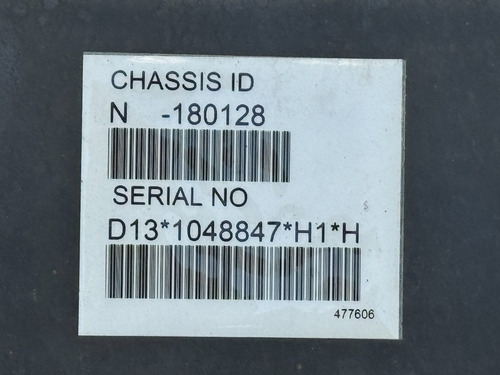 CHASSIS ID
N -180128
SERIAL NO
D13*1048847*H1*H
477606